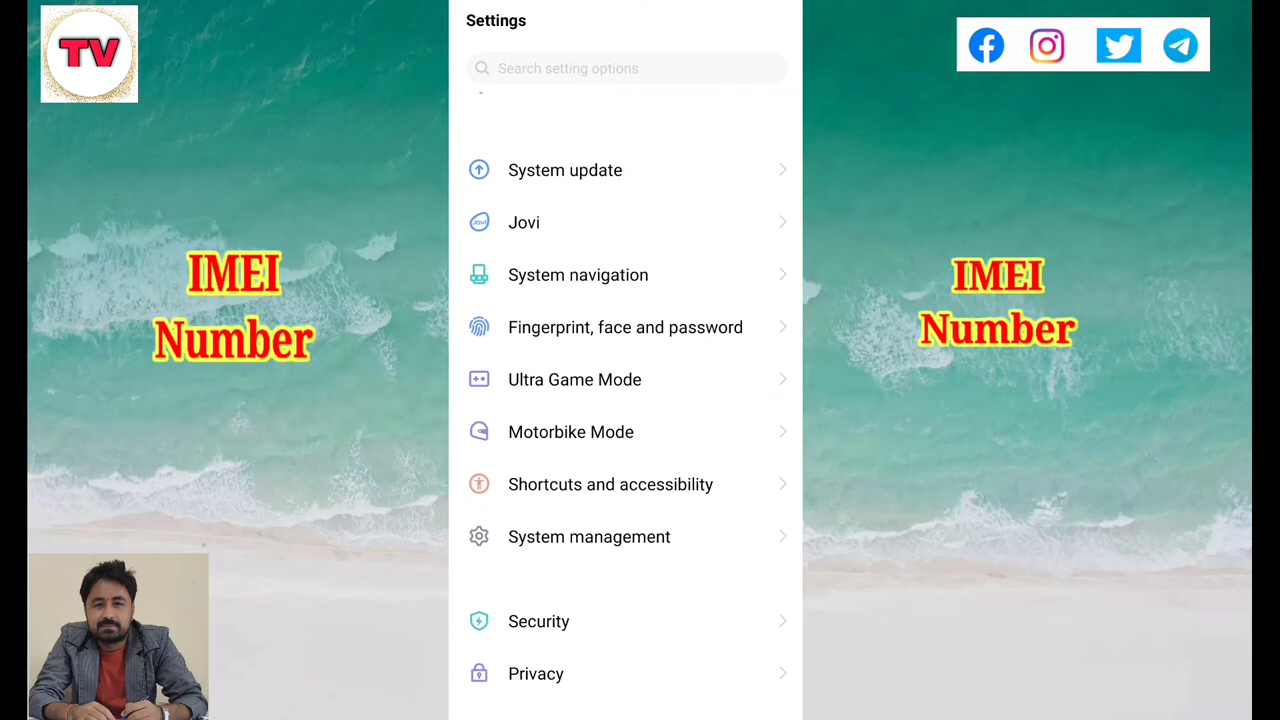 TV
Settings
Search setting options
System update
Jovi
JOVI
System navigation
Fingerprint, face and password
Ultra Game Mode
Motorbike Mode
Shortcuts and accessibility
System management
Security
Privacy
IMEI
Number
IMEI
Number